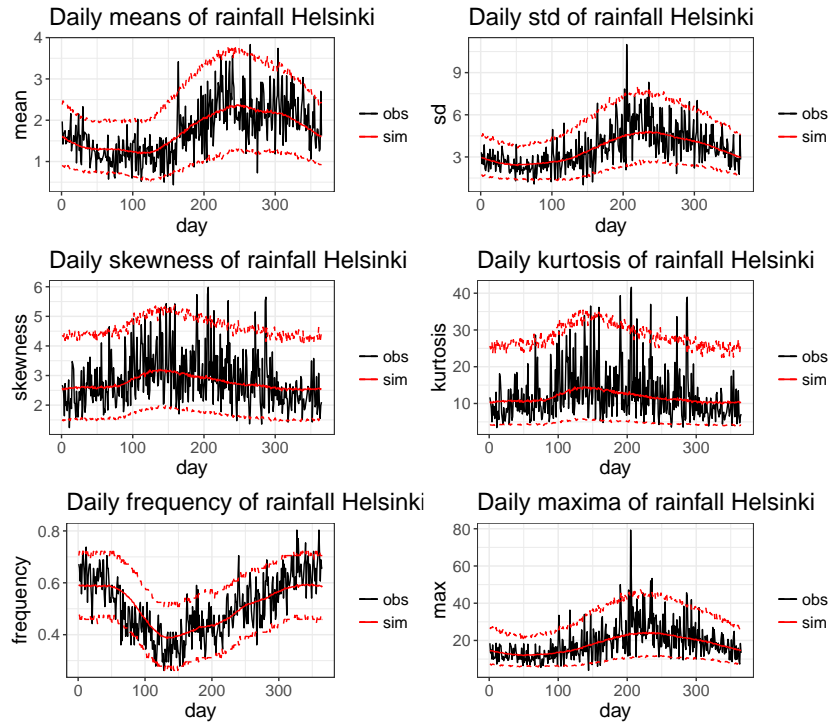 Daily means of rainfall Helsinki
mean
4
3
2
1
0 100 200 300
day
obs
sim
Daily std of rainfall Helsinki
sd
9
6
3
0 100 200 300
day
obs
sim
Daily skewness of rainfall Helsinki
skewness
6
5
4
3
2
0 100 200 300
day
obs
sim
Daily kurtosis of rainfall Helsinki
kurtosis
40
30
20
10
0 100 200 300
day
obs
sim
Daily frequency of rainfall Helsinki
frequency
0.8
0.6
0.4
0 100 200 300
day
obs
sim
Daily maxima of rainfall Helsinki
max
80
60
40
20
0 100 200 300
day
obs
sim